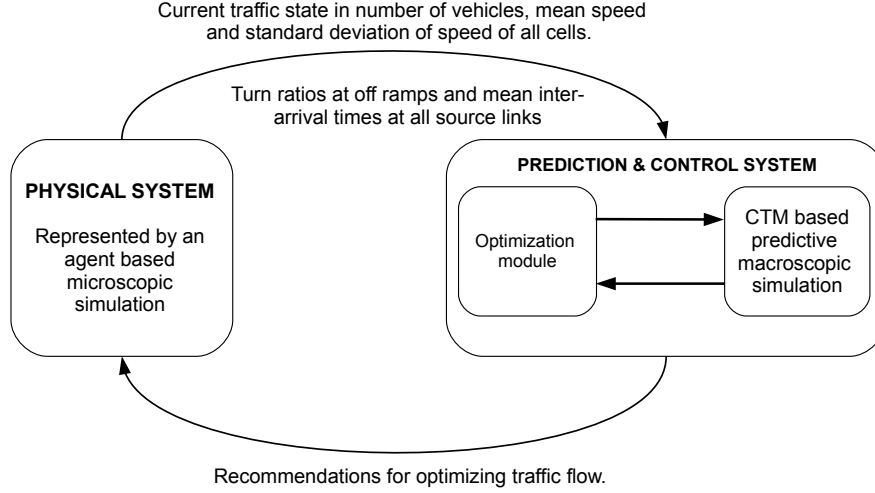 Current traffic state in number of vehicles, mean speed
and standard deviation of speed of all cells.
Turn ratios at off ramps and mean inter-
arrival times at all source links
PHYSICAL SYSTEM
Represented by an
agent based
microscopic
simulation
PREDICTION & CONTROL SYSTEM
Optimization
module
CTM based
predictive
macroscopic
simulation
Recommendations for optimizing traffic flow.